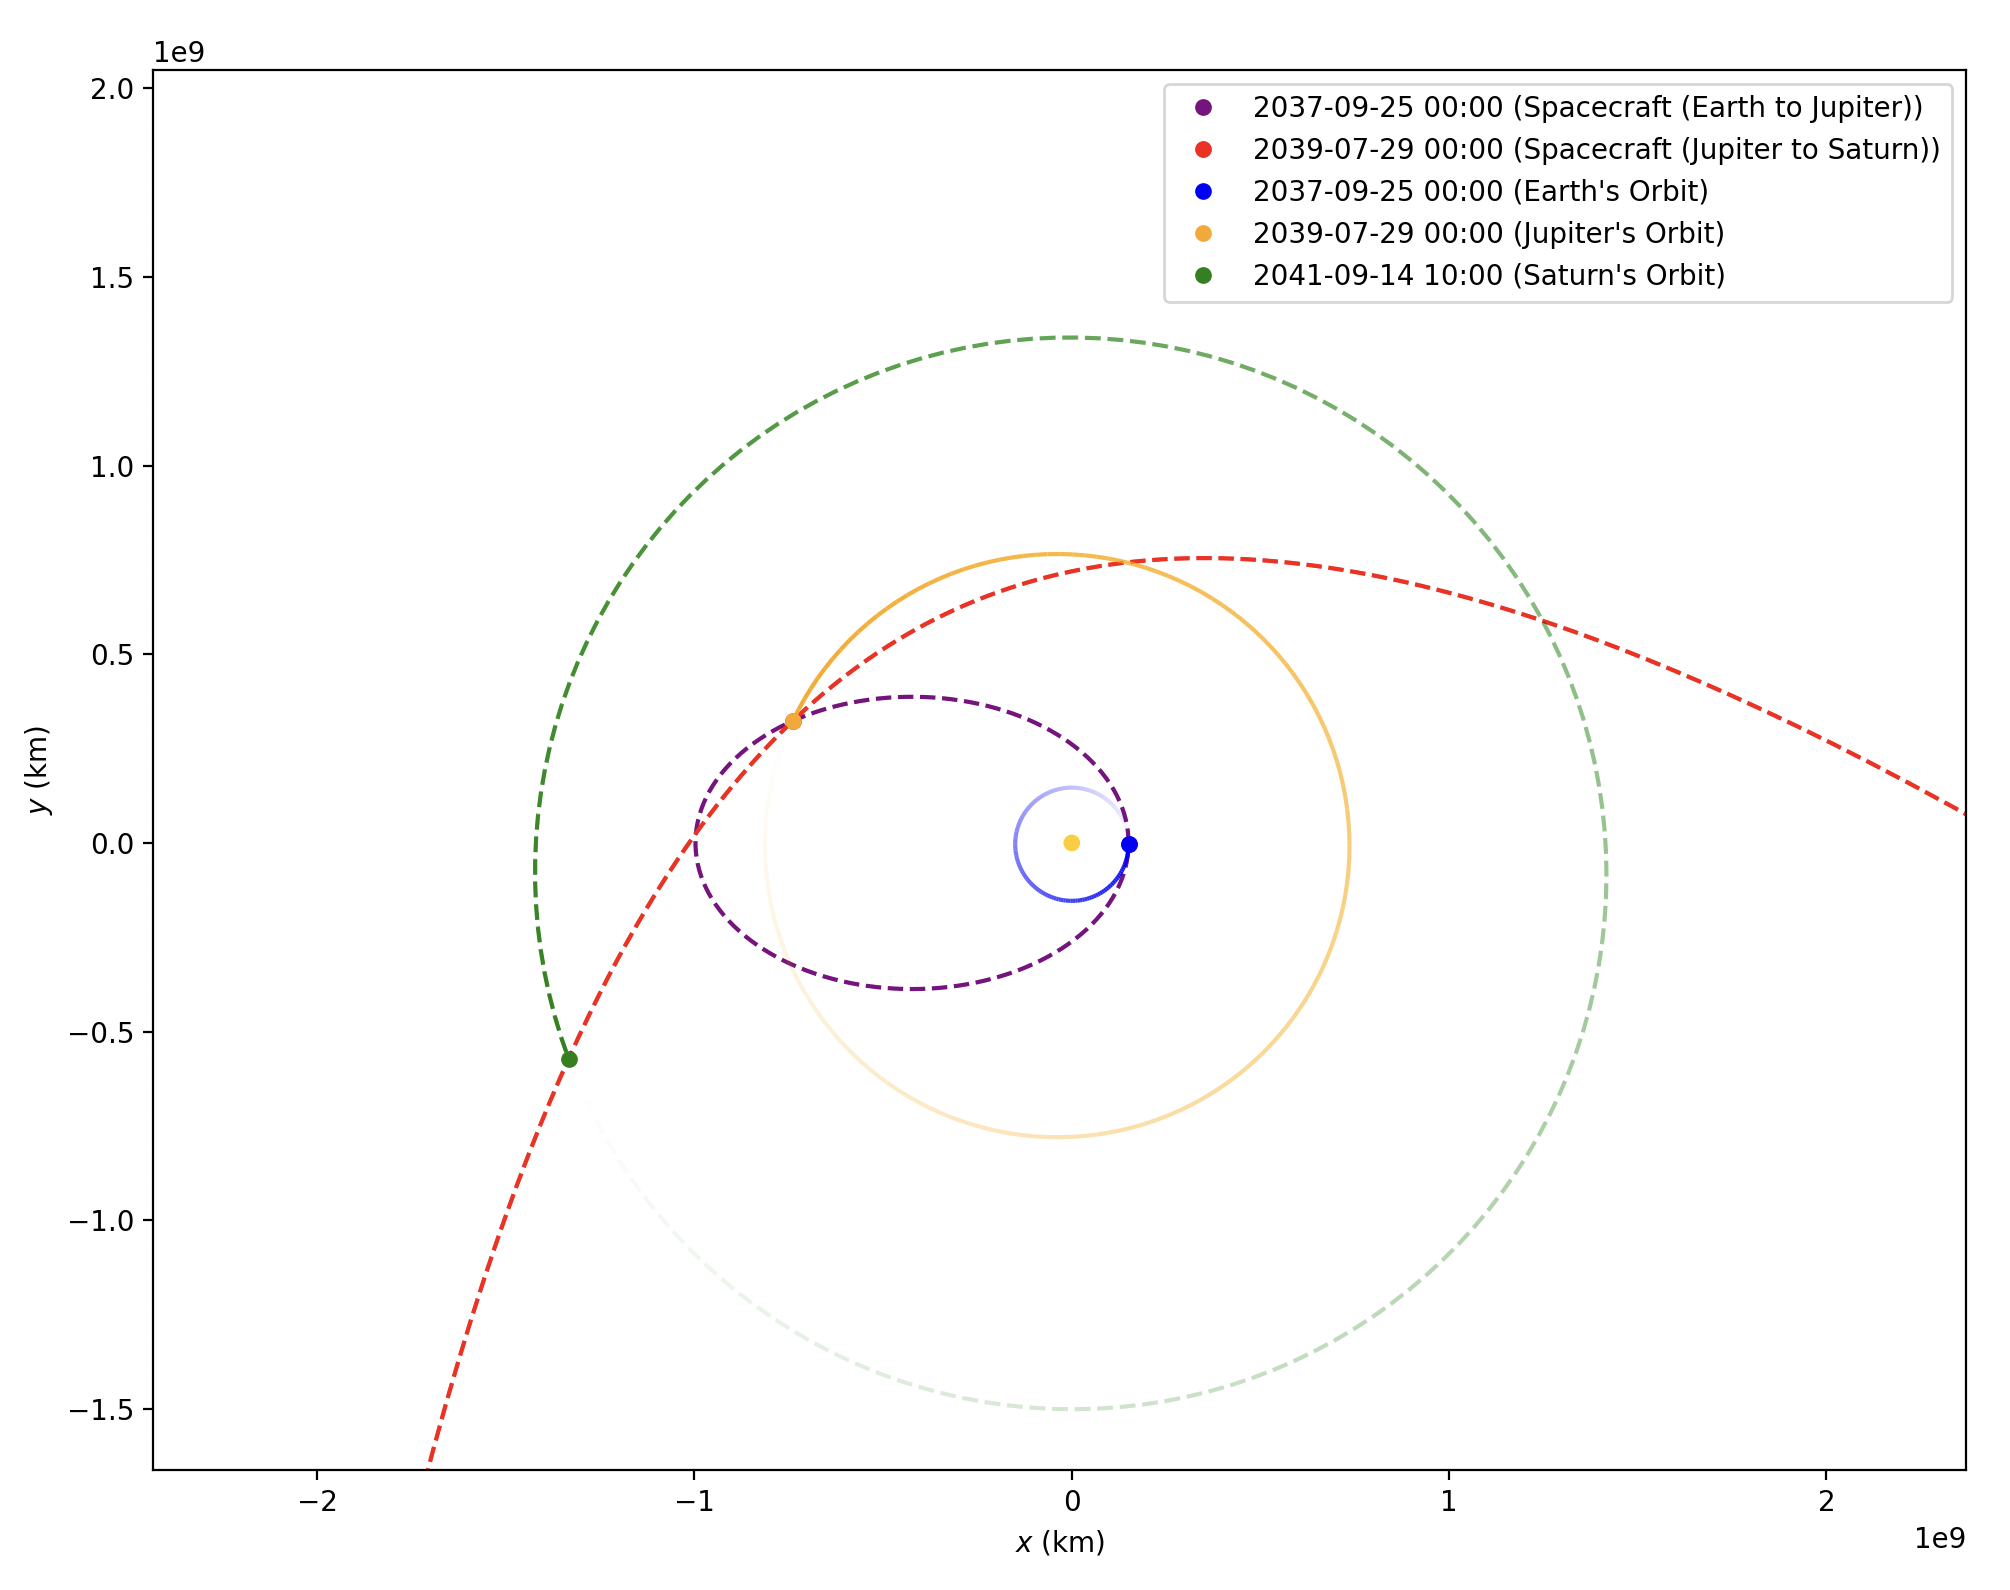 1e9
2.0
1.5
1.0
0.5
0.0
−0.5
−1.0
−1.5
y (km)
2037-09-25 00:00 (Spacecraft (Earth to Jupiter))
2039-07-29 00:00 (Spacecraft (Jupiter to Saturn))
2037-09-25 00:00 (Earth's Orbit)
2039-07-29 00:00 (Jupiter's Orbit)
2041-09-14 10:00 (Saturn's Orbit)
−2 −1 0 1 2
x (km)
1e9